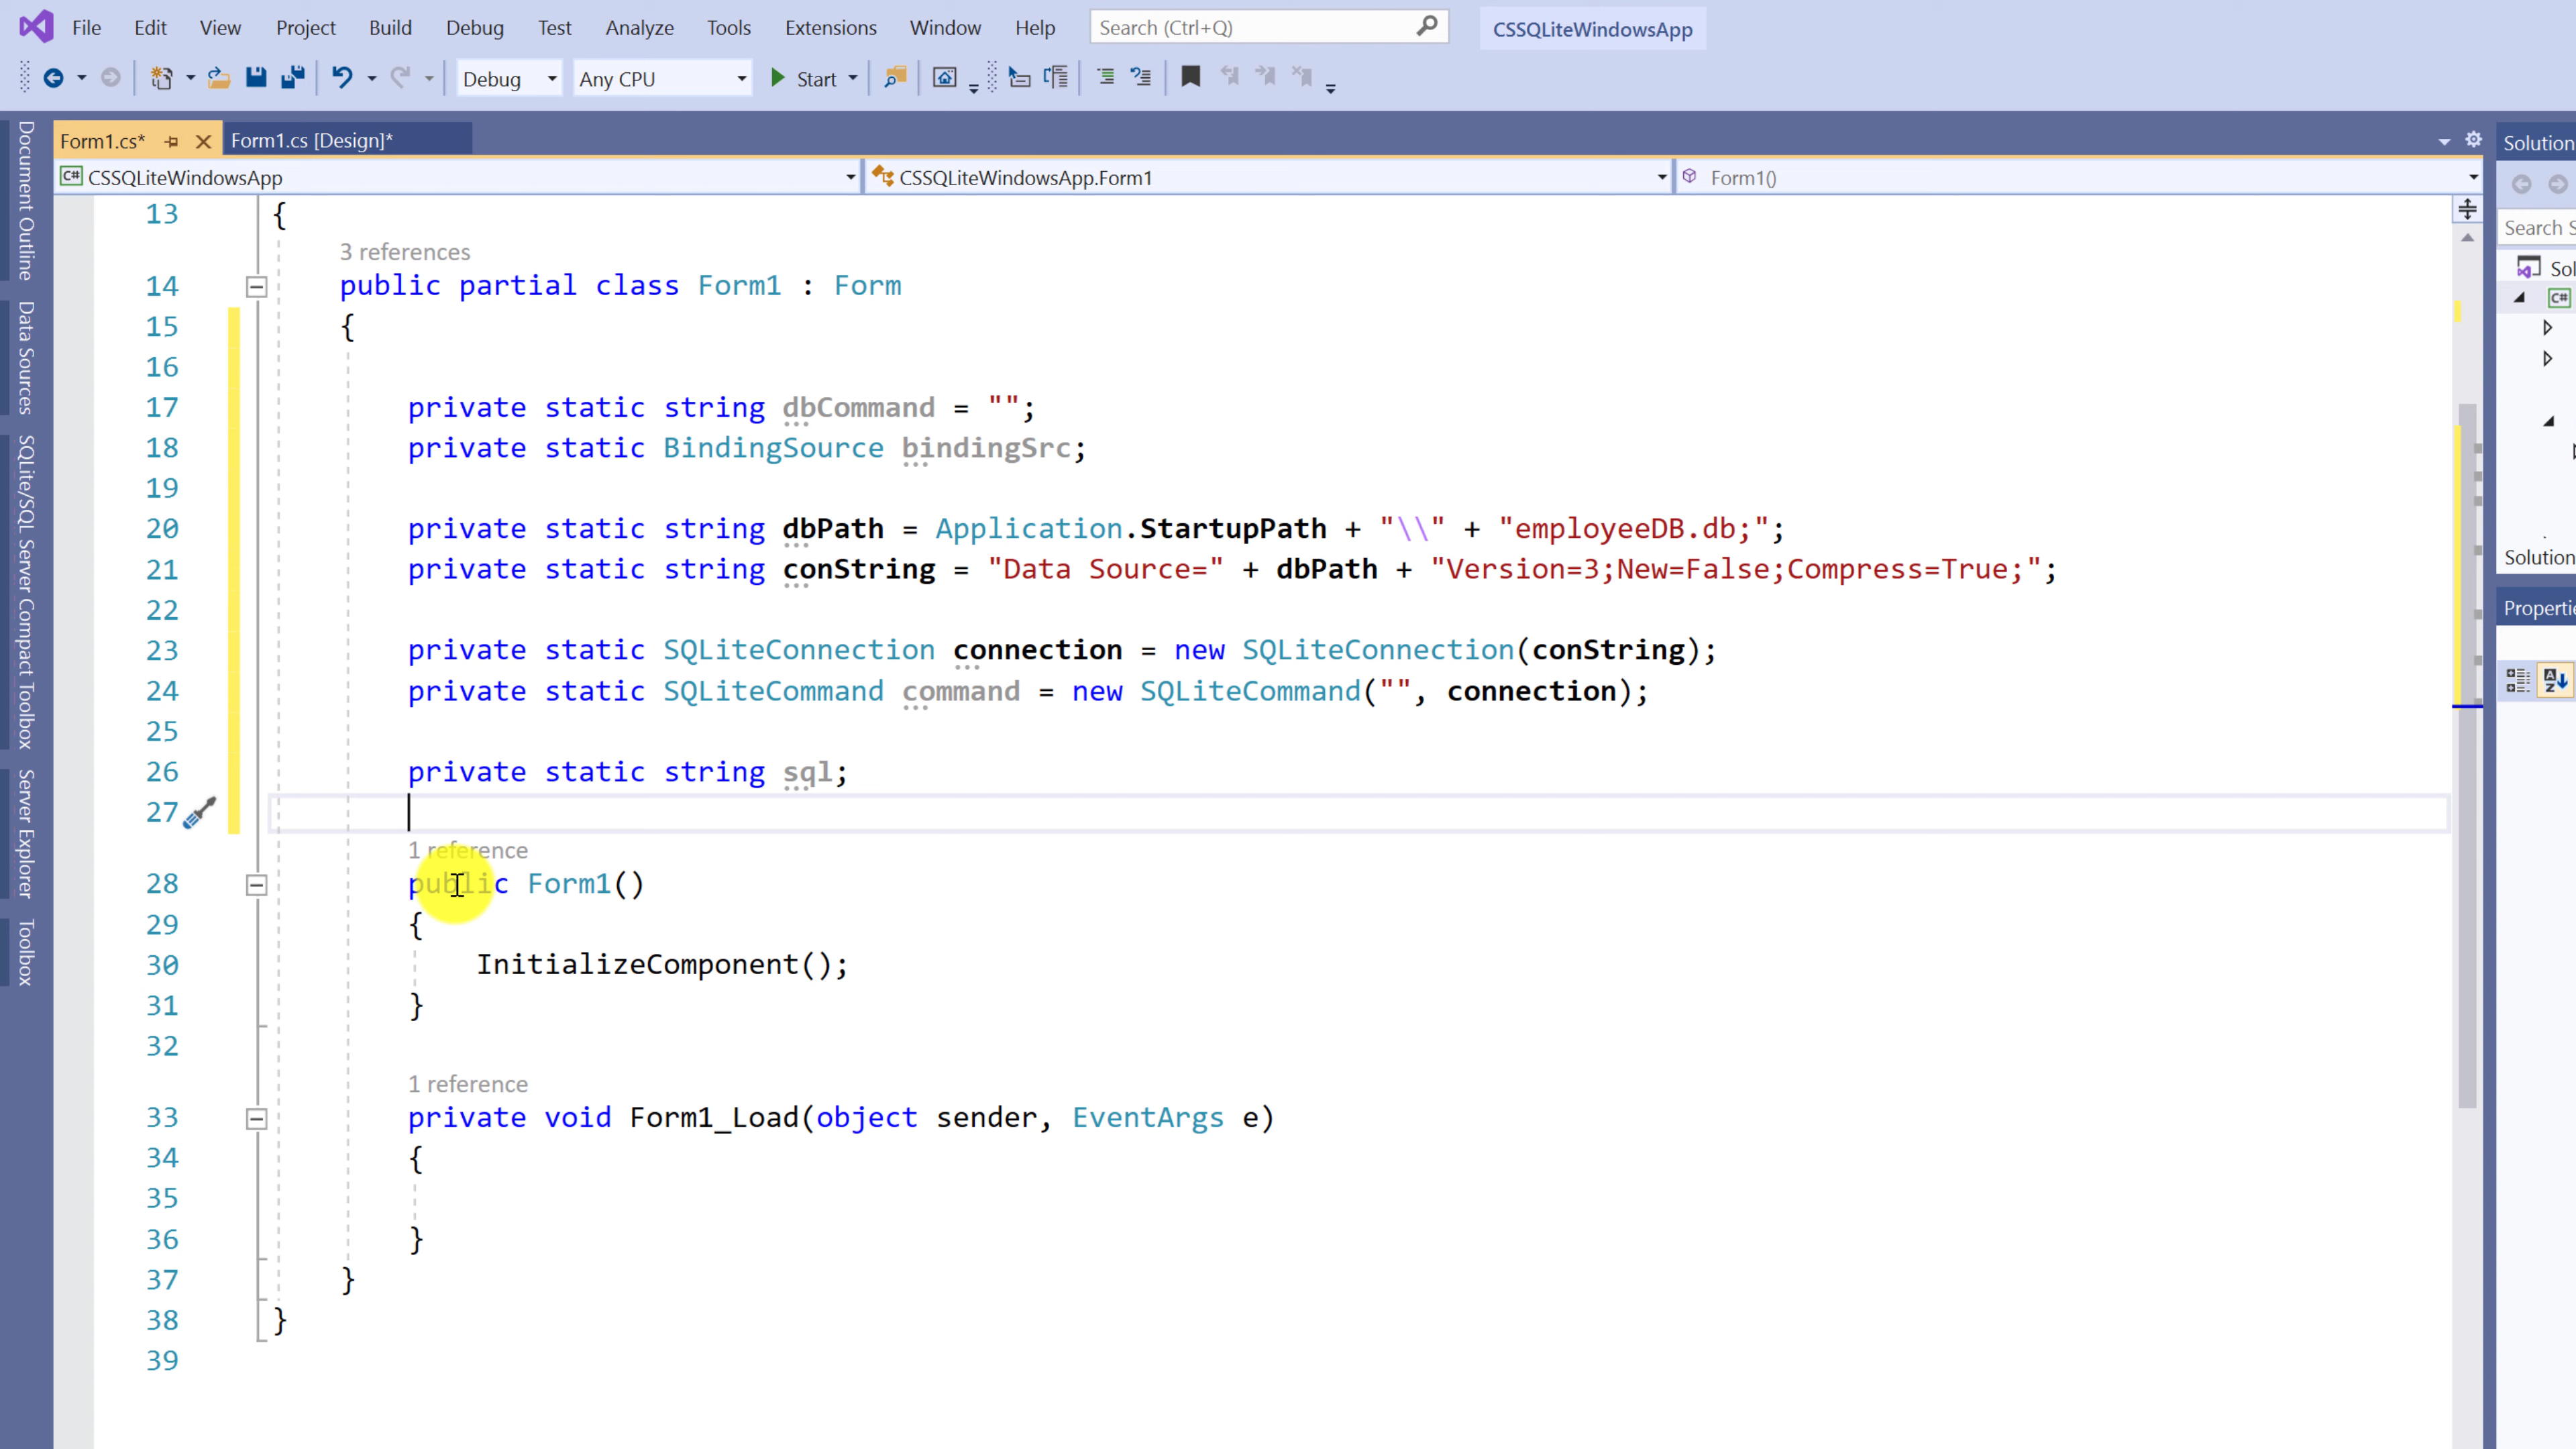 File Edit View Project Build Debug Test Analyze Tools Extensions Window Help Search (Ctrl+Q) CSSQLiteWindowsApp
Debug Any CPU Start
Form1.cs* Form1.cs [Design]*
CSSQLiteWindowsApp CSSQLiteWindowsApp.Form1 Form1()
Document Outline
Data Sources
SQLite/SQL Server Compact Toolbox
Server Explorer
Toolbox
13 {
3 references
14 public partial class Form1 : Form
15 {
16
17 private static string dbCommand = "";
18 private static BindingSource bindingSrc;
19
20 private static string dbPath = Application.StartupPath + "\\" + "employeeDB.db;";
21 private static string conString = "Data Source=" + dbPath + "Version=3;New=False;Compress=True;";
22
23 private static SQLiteConnection connection = new SQLiteConnection(conString);
24 private static SQLiteCommand command = new SQLiteCommand("", connection);
25
26 private static string sql;
27
1 reference
28 public Form1()
29 {
30 InitializeComponent();
31 }
32
1 reference
33 private void Form1_Load(object sender, EventArgs e)
34 {
35
36 }
37 }
38 }
39
Solution
Search S
Sol
C#
Solution
Propertie